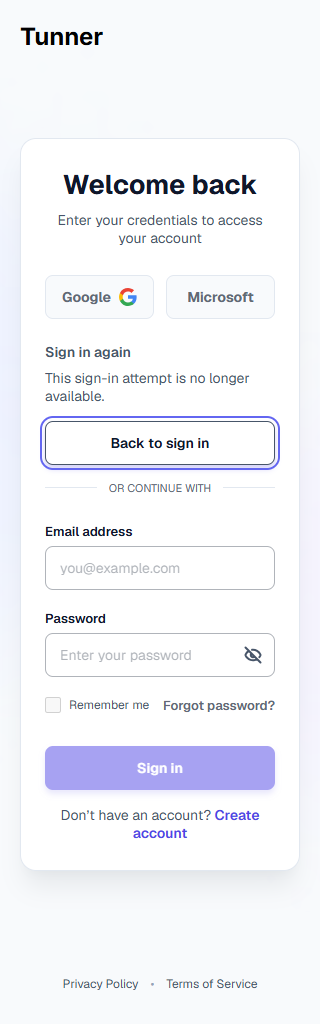 Tunner
Welcome back
Enter your credentials to access
your account
Google
Microsoft
Sign in again
This sign-in attempt is no longer
available.
Back to sign in
OR CONTINUE WITH
Email address
you@example.com
Password
Enter your password
Remember me
Forgot password?
Sign in
Don't have an account? Create
account
Privacy Policy • Terms of Service